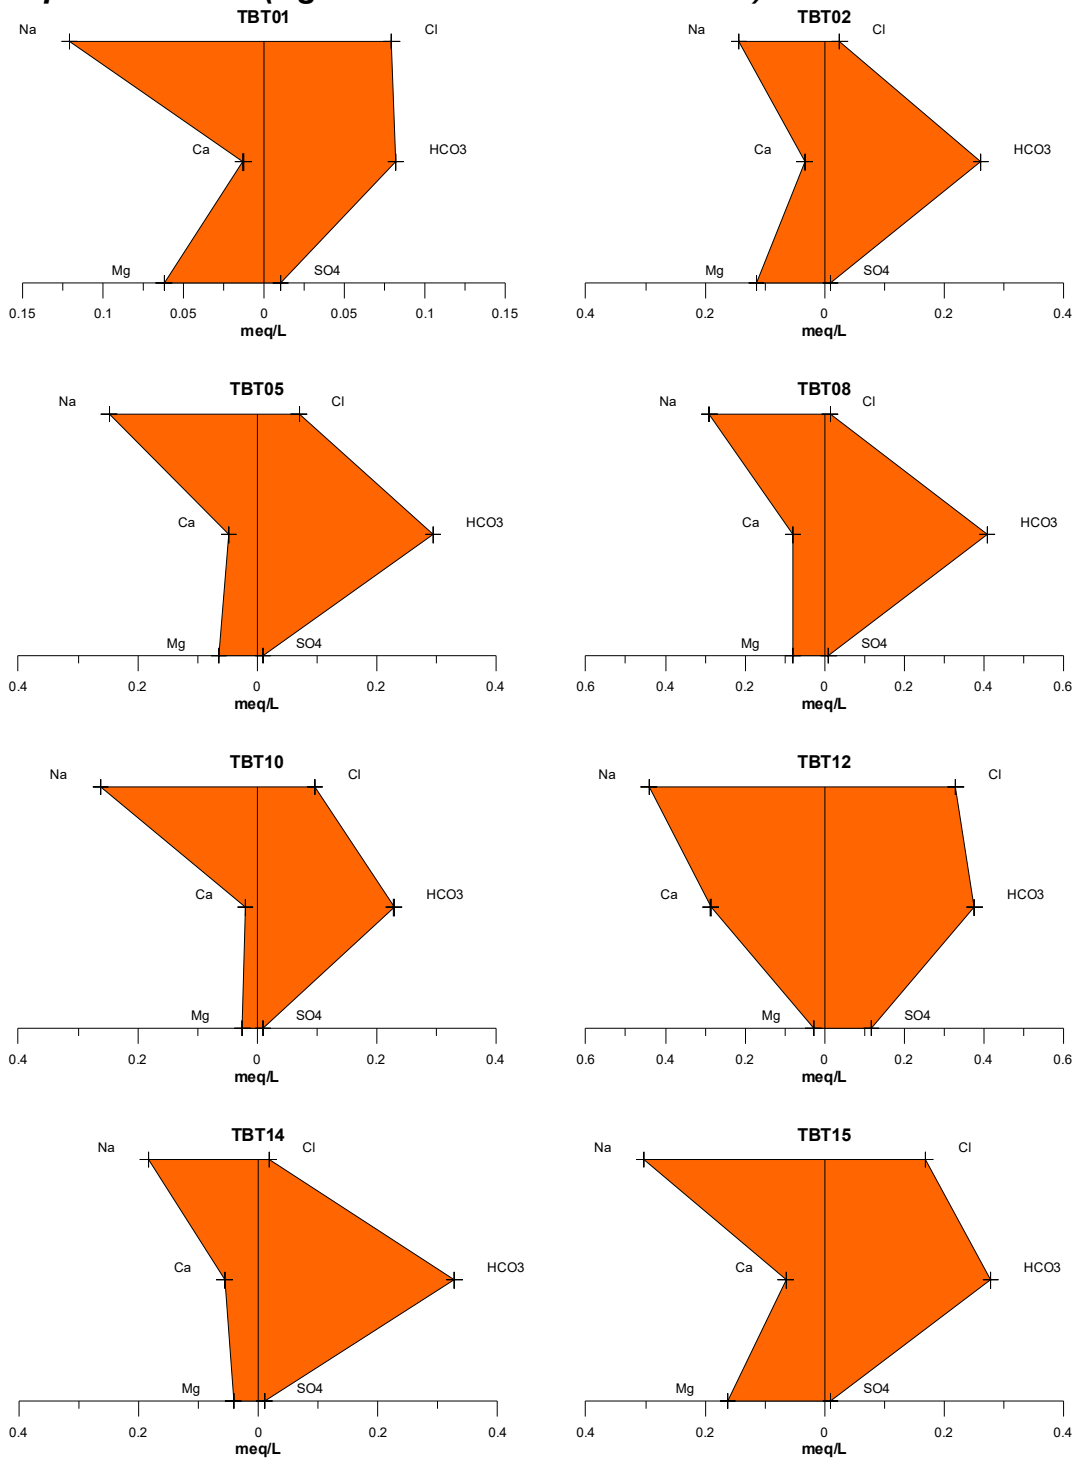 TBT01 TBT02
Na Cl Na Cl
Ca HCO3 Ca HCO3
Mg SO4 Mg SO4
0.15 0.1 0.05 0 0.05 0.1 0.15 0.4 0.2 0 0.2 0.4
meq/L meq/L
TBT05 TBT08
Na Cl Na Cl
Ca HCO3 Ca HCO3
Mg SO4 Mg SO4
0.4 0.2 0 0.2 0.4 0.6 0.4 0.2 0 0.2 0.4 0.6
meq/L meq/L
TBT10 TBT12
Na Cl Na Cl
Ca HCO3 Ca HCO3
Mg SO4 Mg SO4
0.4 0.2 0 0.2 0.4 0.6 0.4 0.2 0 0.2 0.4 0.6
meq/L meq/L
TBT14 TBT15
Na Cl Na Cl
Ca HCO3 Ca HCO3
Mg SO4 Mg SO4
0.4 0.2 0 0.2 0.4 0.4 0.2 0 0.2 0.4
meq/L meq/L